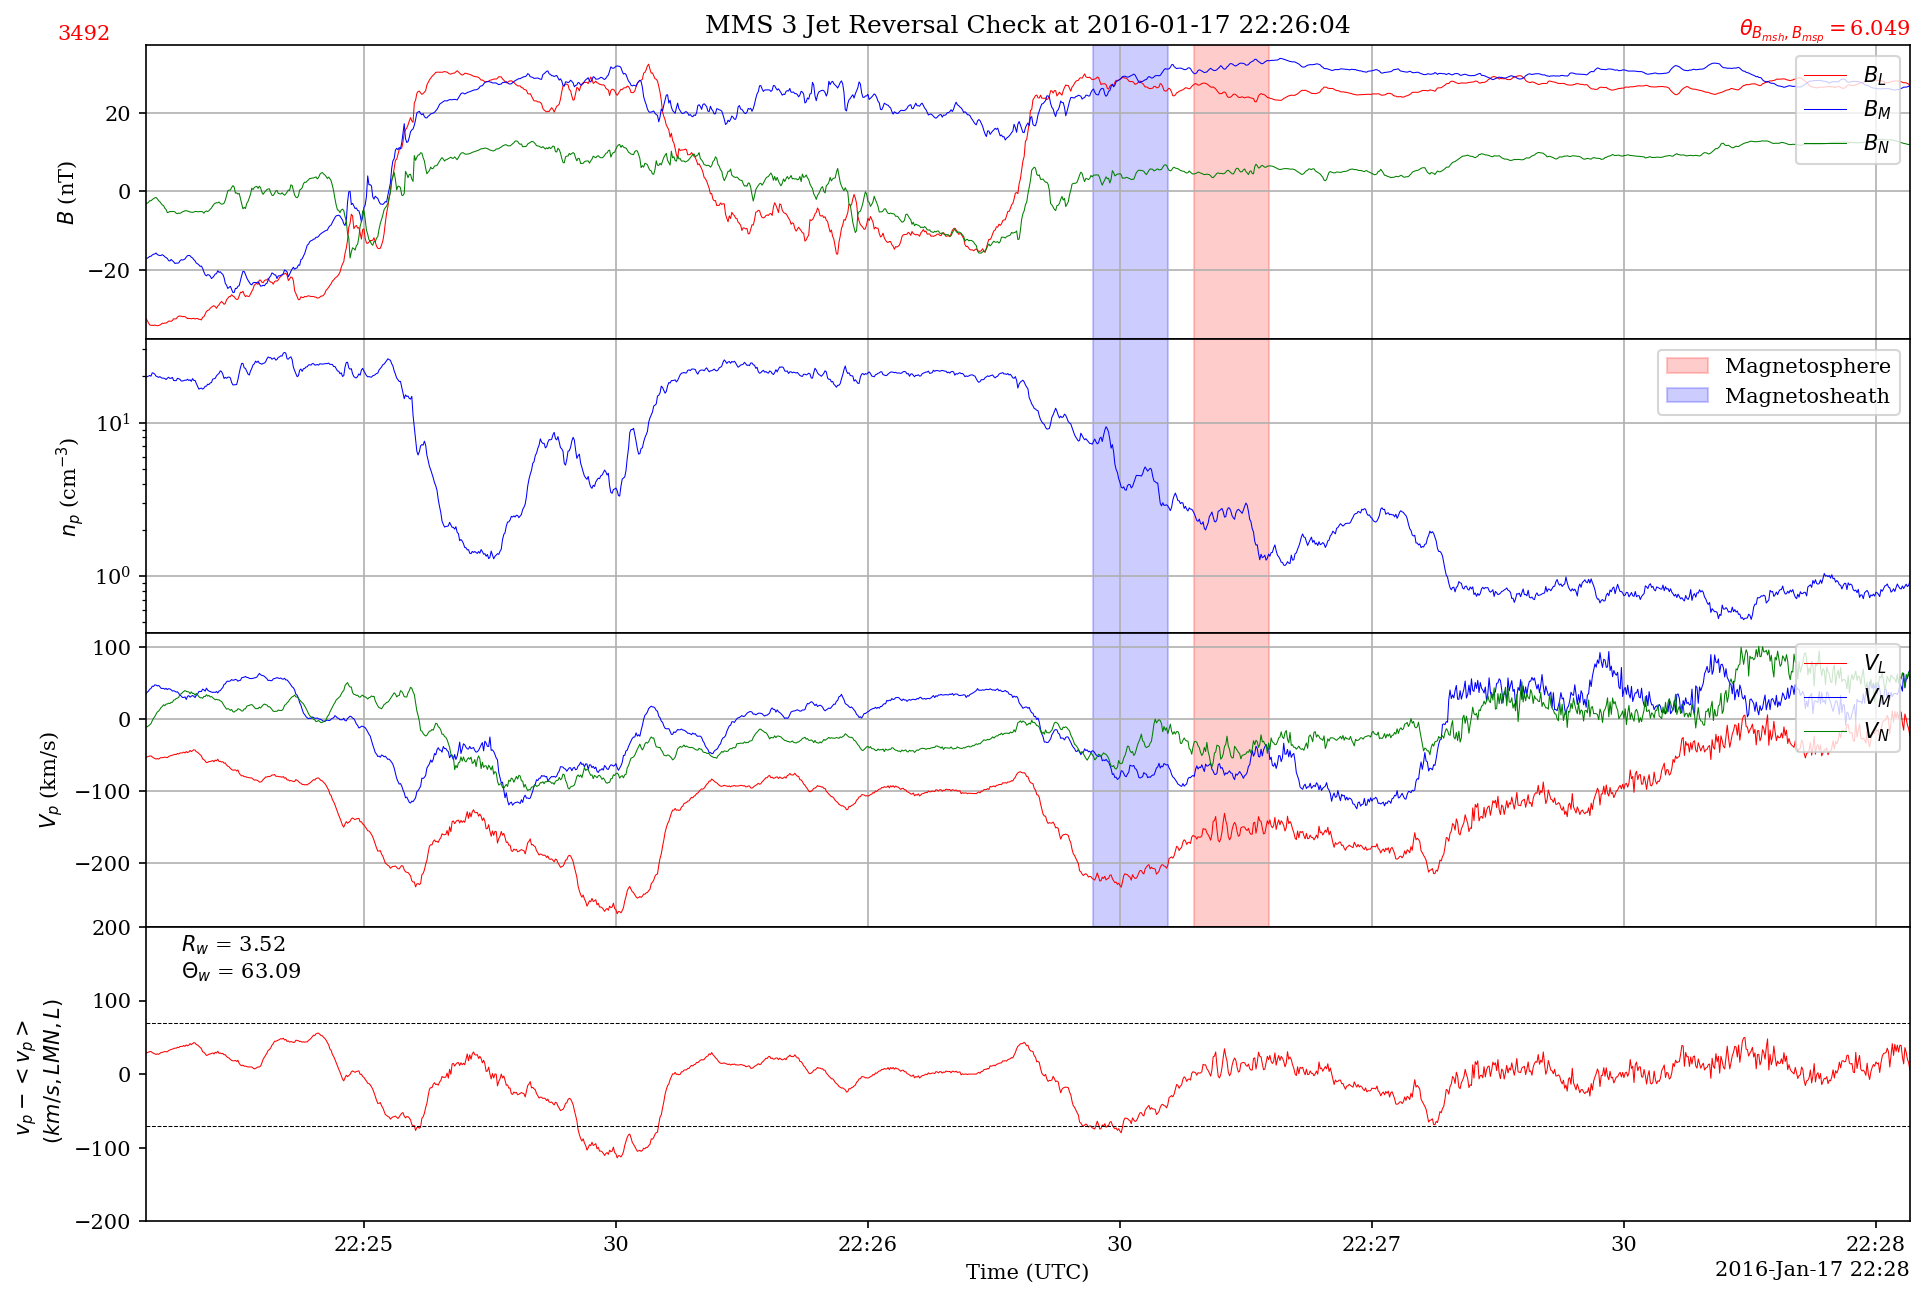 MMS 3 Jet Reversal Check at 2016-01-17 22:26:04
3492
θ_{B_{msh}, B_{msp}} = 6.049
B (nT)
20
0
−20
B_L
B_M
B_N
n_p (cm^{−3})
10^1
10^0
Magnetosphere
Magnetosheath
V_p (km/s)
100
0
−100
−200
V_L
V_M
V_N
v_p − < v_p >
(km/s, LMN, L)
200
100
0
−100
−200
R_w = 3.52
Θ_w = 63.09
22:25
30
22:26
30
22:27
30
22:28
Time (UTC)
2016-Jan-17 22:28